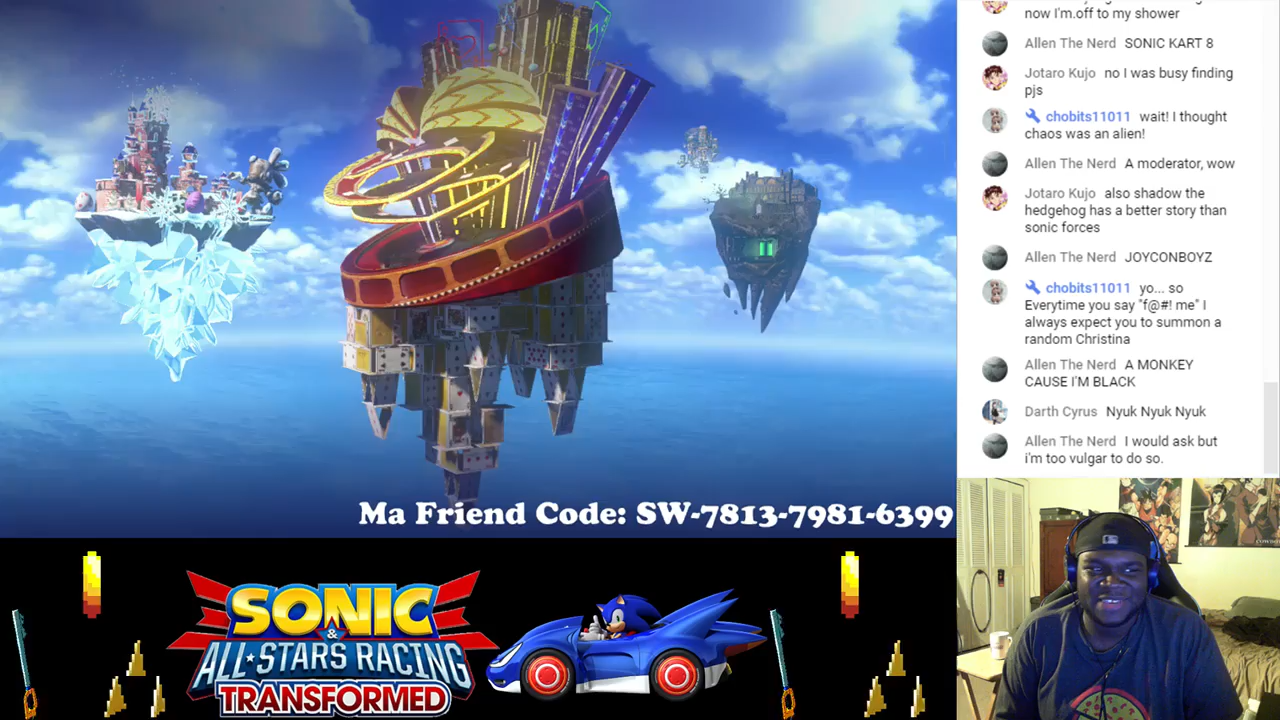 now I'm.off to my shower
Allen The Nerd SONIC KART 8
Jotaro Kujo no I was busy finding
pjs
chobits11011 wait! I thought
chaos was an alien!
Allen The Nerd A moderator, wow
Jotaro Kujo also shadow the
hedgehog has a better story than
sonic forces
Allen The Nerd JOYCONBOYZ
chobits11011 yo... so
Everytime you say "f@#! me" I
always expect you to summon a
random Christina
Allen The Nerd A MONKEY
CAUSE I'M BLACK
Darth Cyrus Nyuk Nyuk Nyuk
Allen The Nerd I would ask but
i'm too vulgar to do so.
Ma Friend Code: SW-7813-7981-6399
SONIC
&
ALL★STARS RACING
TRANSFORMED